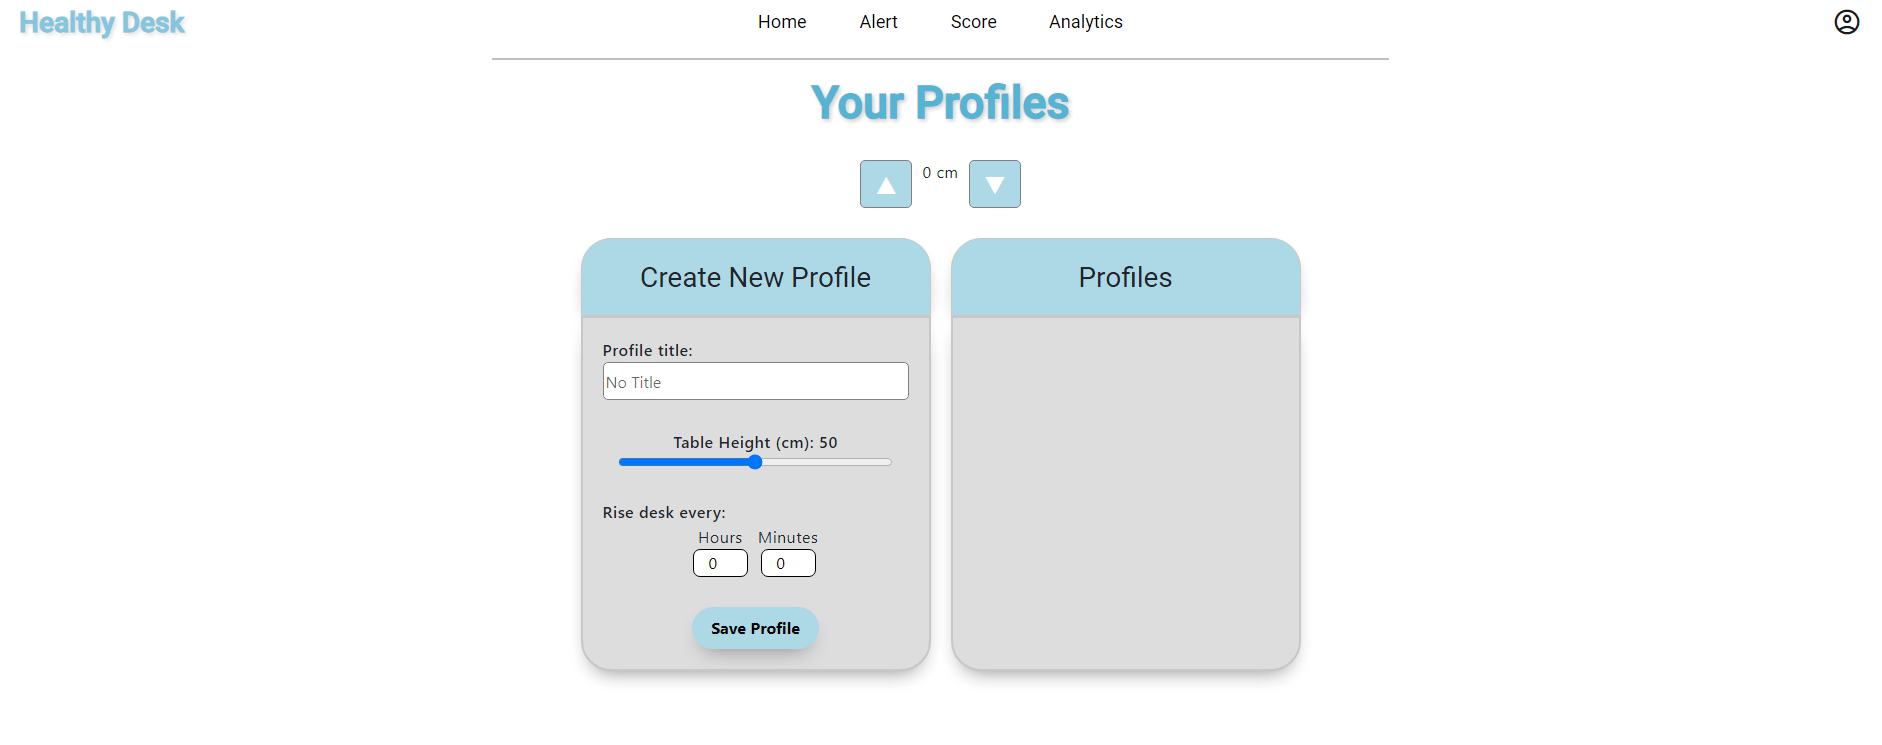 Healthy Desk
Home Alert Score Analytics
Your Profiles
0 cm
Create New Profile
Profile title:
No Title
Table Height (cm): 50
Rise desk every:
Hours Minutes
0 0
Save Profile
Profiles